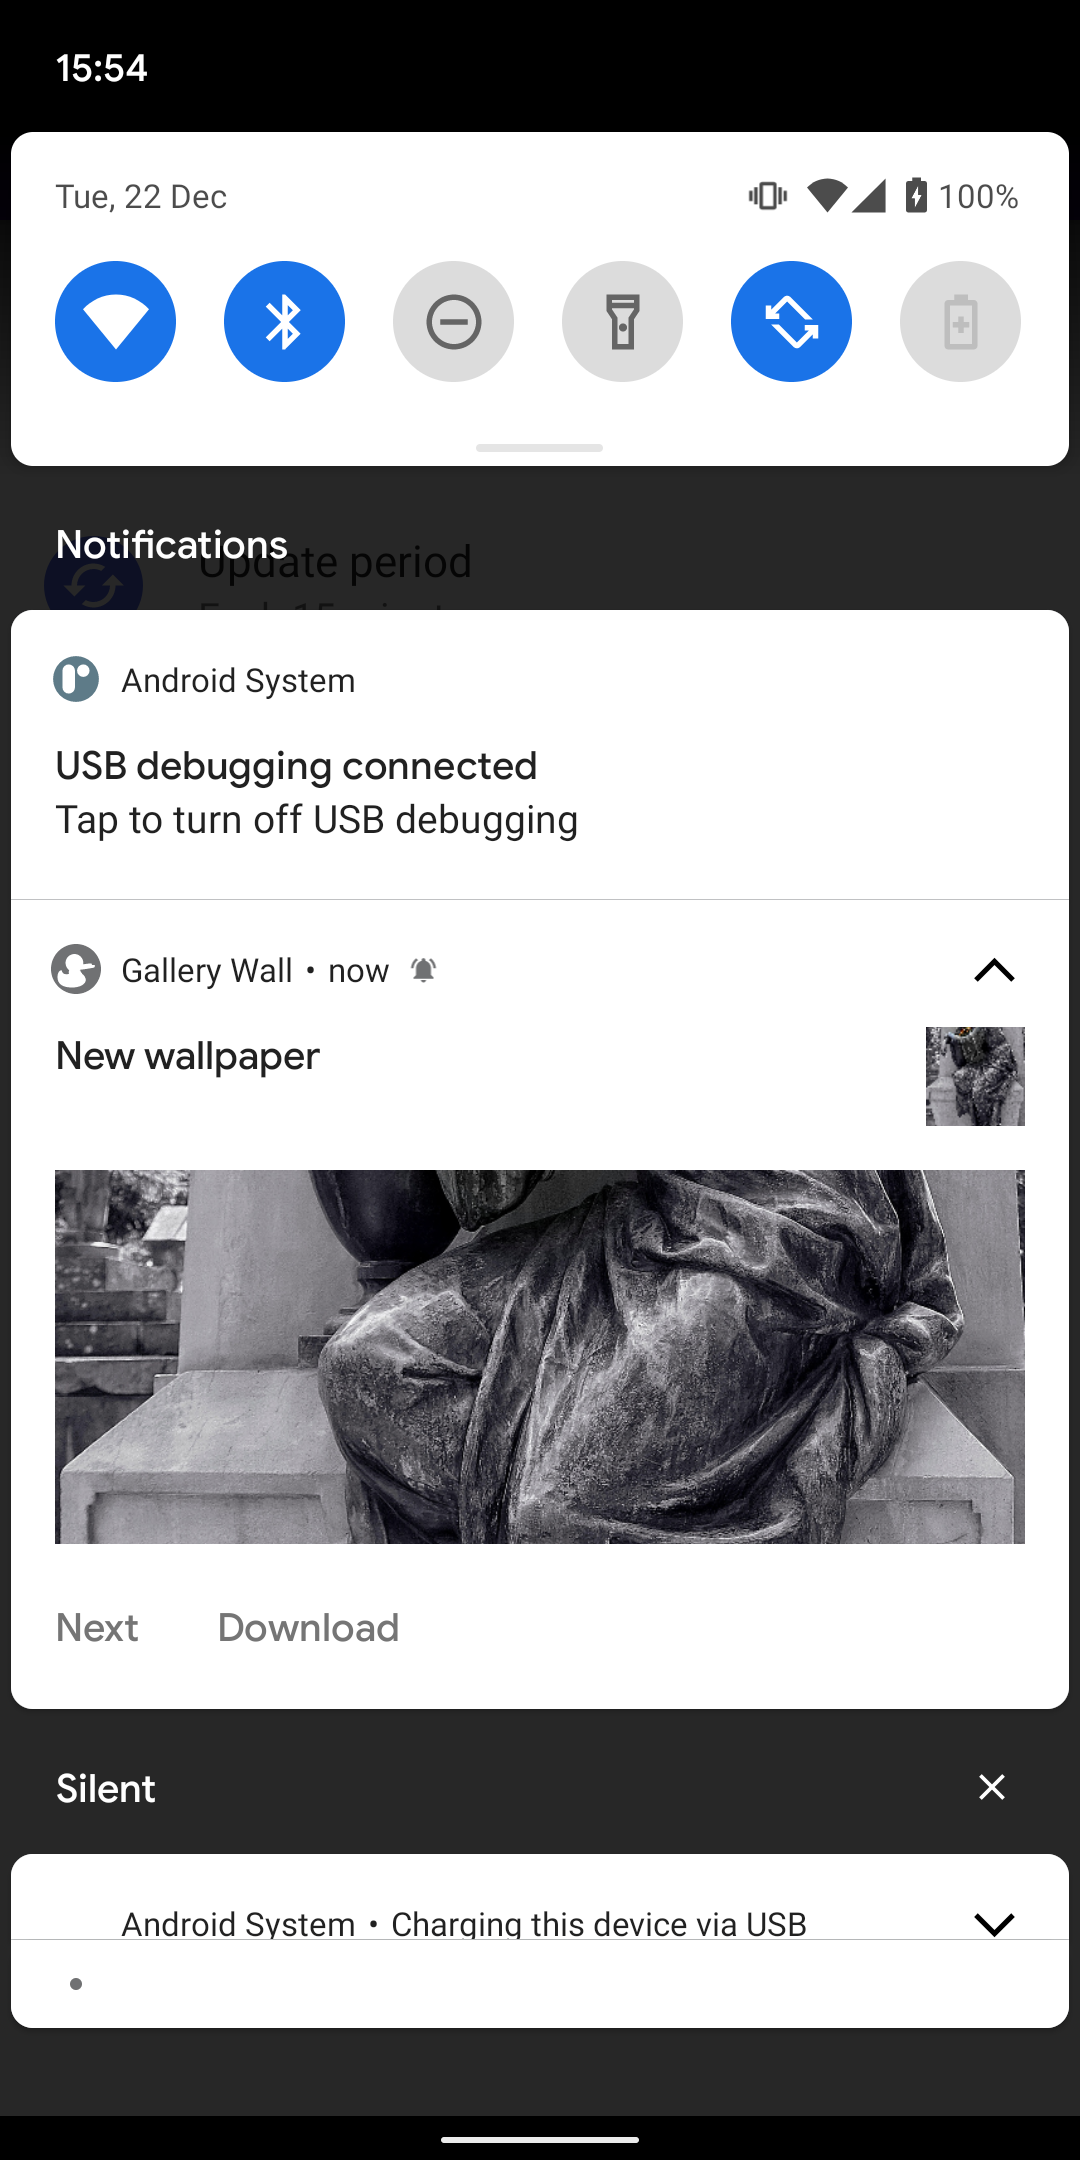 15:54
Tue, 22 Dec
100%
Notifications
Update period
Android System
USB debugging connected
Tap to turn off USB debugging
Gallery Wall • now
New wallpaper
Next
Download
Silent
Android System • Charging this device via USB